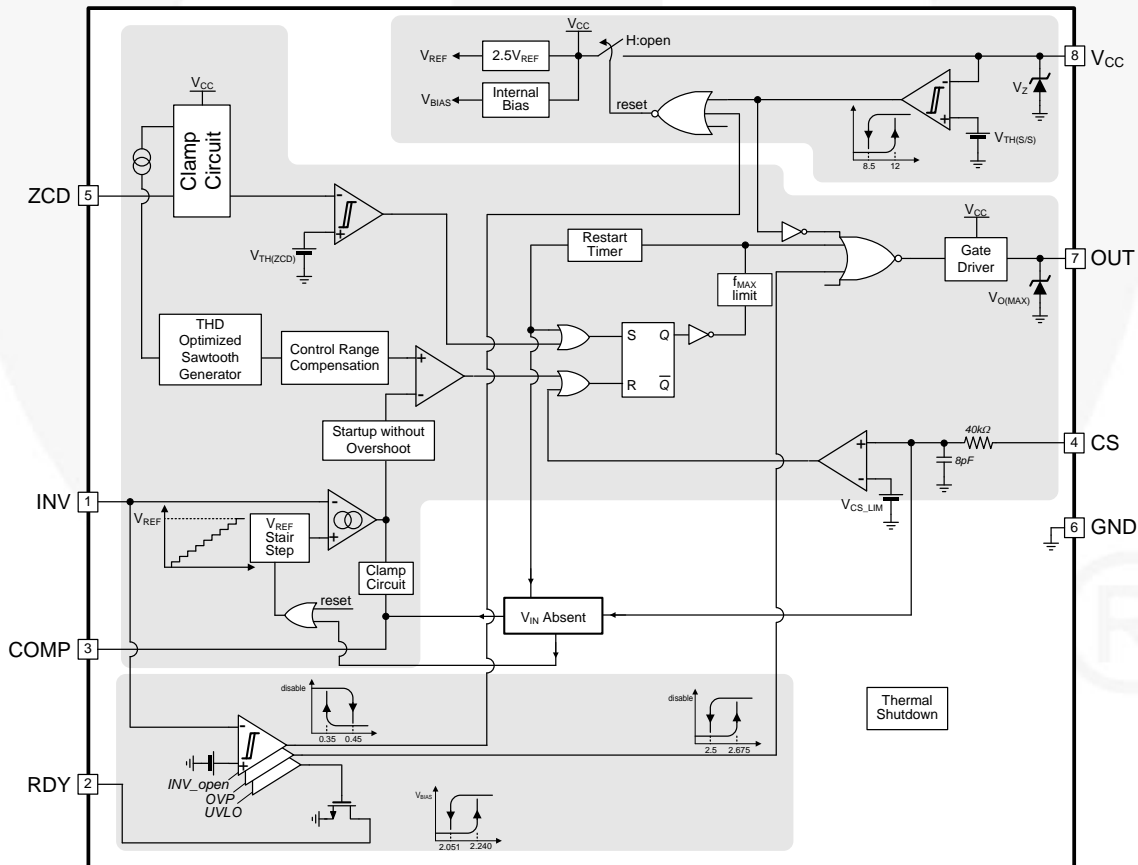 VCC
H:open
VREF
2.5VREF
VBIAS
Internal
Bias
reset
8
VCC
VZ
VTH(S/S)
8.5 12
VCC
Clamp
Circuit
ZCD
5
VTH(ZCD)
Restart
Timer
fMAX
limit
VCC
Gate
Driver
7
OUT
VO(MAX)
THD
Optimized
Sawtooth
Generator
Control Range
Compensation
S Q
R Q
Startup without
Overshoot
40kΩ
8pF
4
CS
VCS_LIM
INV
1
VREF
VREF
Stair
Step
Clamp
Circuit
6
GND
reset
VIN Absent
COMP
3
disable
0.35 0.45
disable
2.5 2.675
Thermal
Shutdown
RDY
2
INV_open
OVP
UVLO
VBIAS
2.051 2.240
R